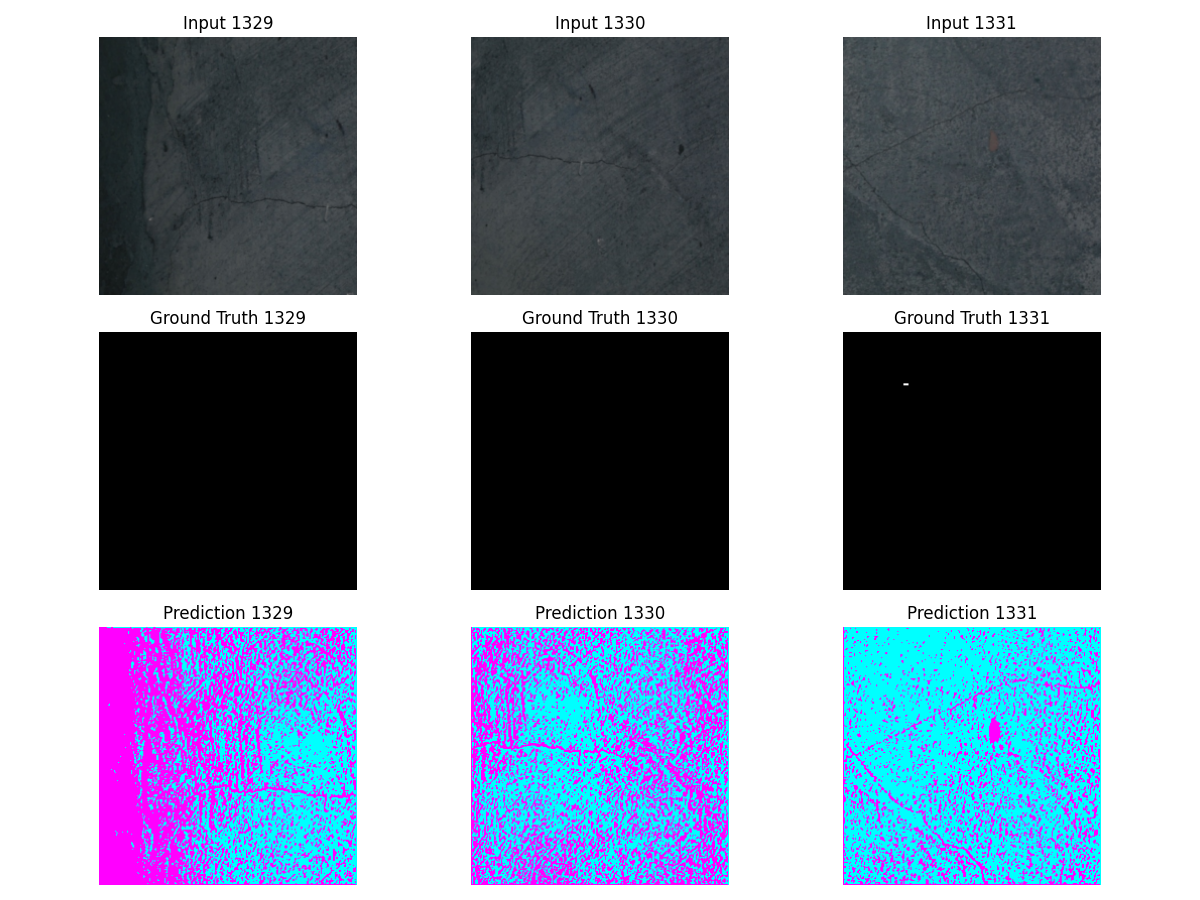 Input 1329
Input 1330
Input 1331
Ground Truth 1329
Ground Truth 1330
Ground Truth 1331
Prediction 1329
Prediction 1330
Prediction 1331